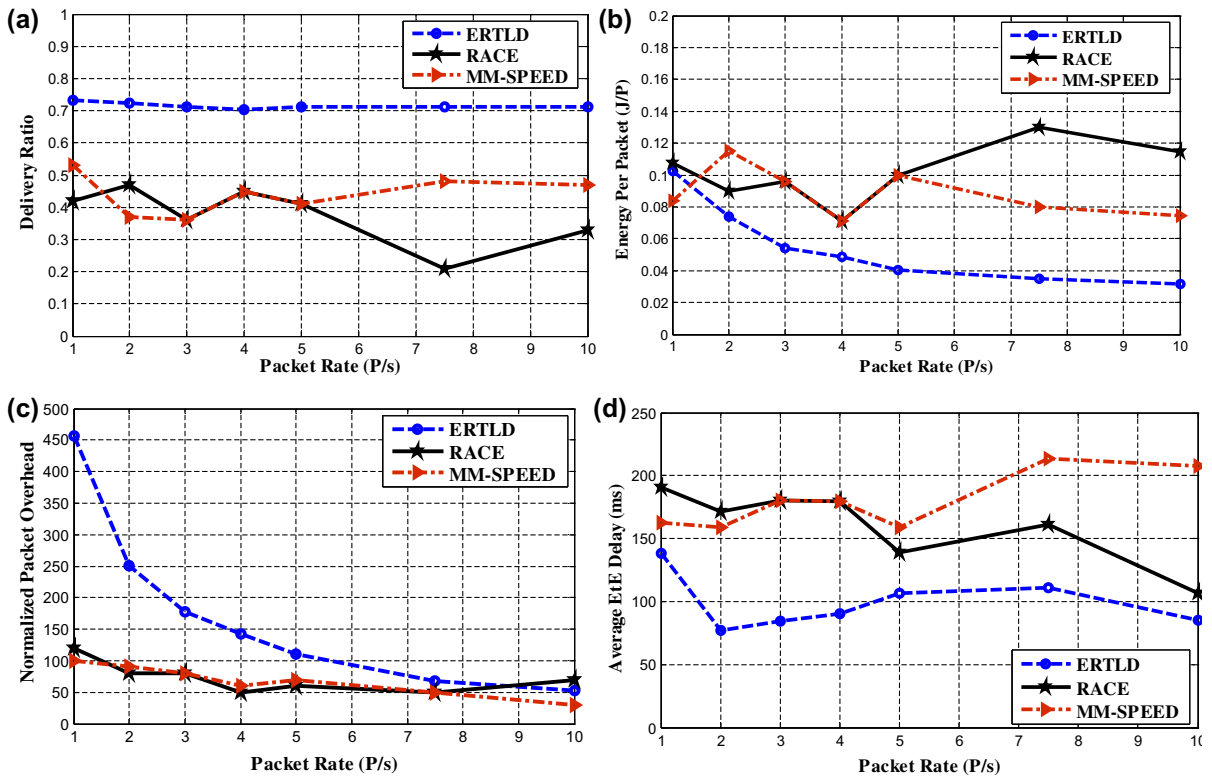 (a)
1
0.9
0.8
0.7
0.6
0.5
0.4
0.3
0.2
0.1
0
Delivery Ratio
ERTLD
RACE
MM-SPEED
1 2 3 4 5 6 7 8 9 10
Packet Rate (P/s)
(b)
0.2
0.18
0.16
0.14
0.12
0.1
0.08
0.06
0.04
0.02
0
Energy Per Packet (J/P)
ERTLD
RACE
MM-SPEED
1 2 3 4 5 6 7 8 9 10
Packet Rate (P/s)
(c)
500
450
400
350
300
250
200
150
100
50
0
Normalized Packet Overhead
ERTLD
RACE
MM-SPEED
1 2 3 4 5 6 7 8 9 10
Packet Rate (P/s)
(d)
250
200
150
100
50
0
Average EtE Delay (ms)
ERTLD
RACE
MM-SPEED
1 2 3 4 5 6 7 8 9 10
Packet Rate (P/s)